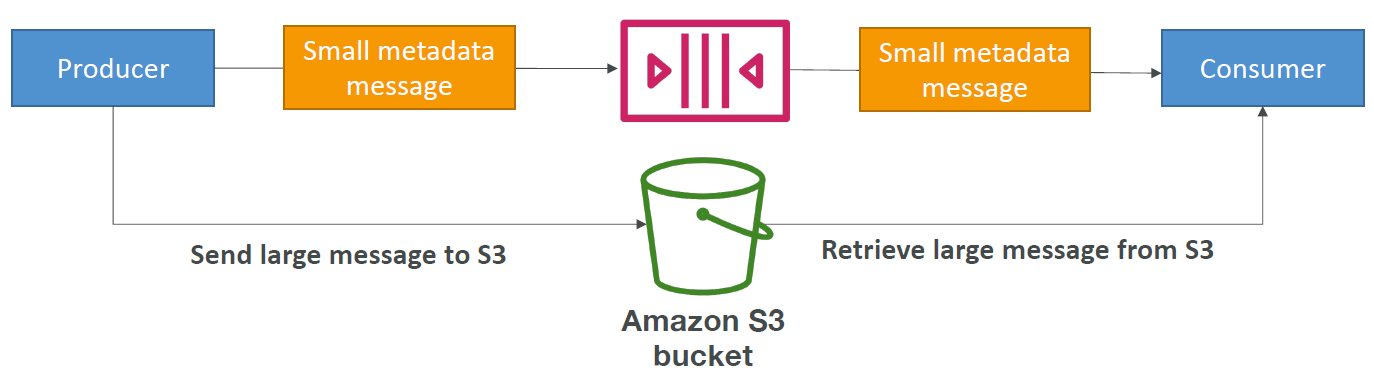 Producer
Small metadata
message
Small metadata
message
Consumer
Send large message to S3
Retrieve large message from S3
Amazon S3
bucket